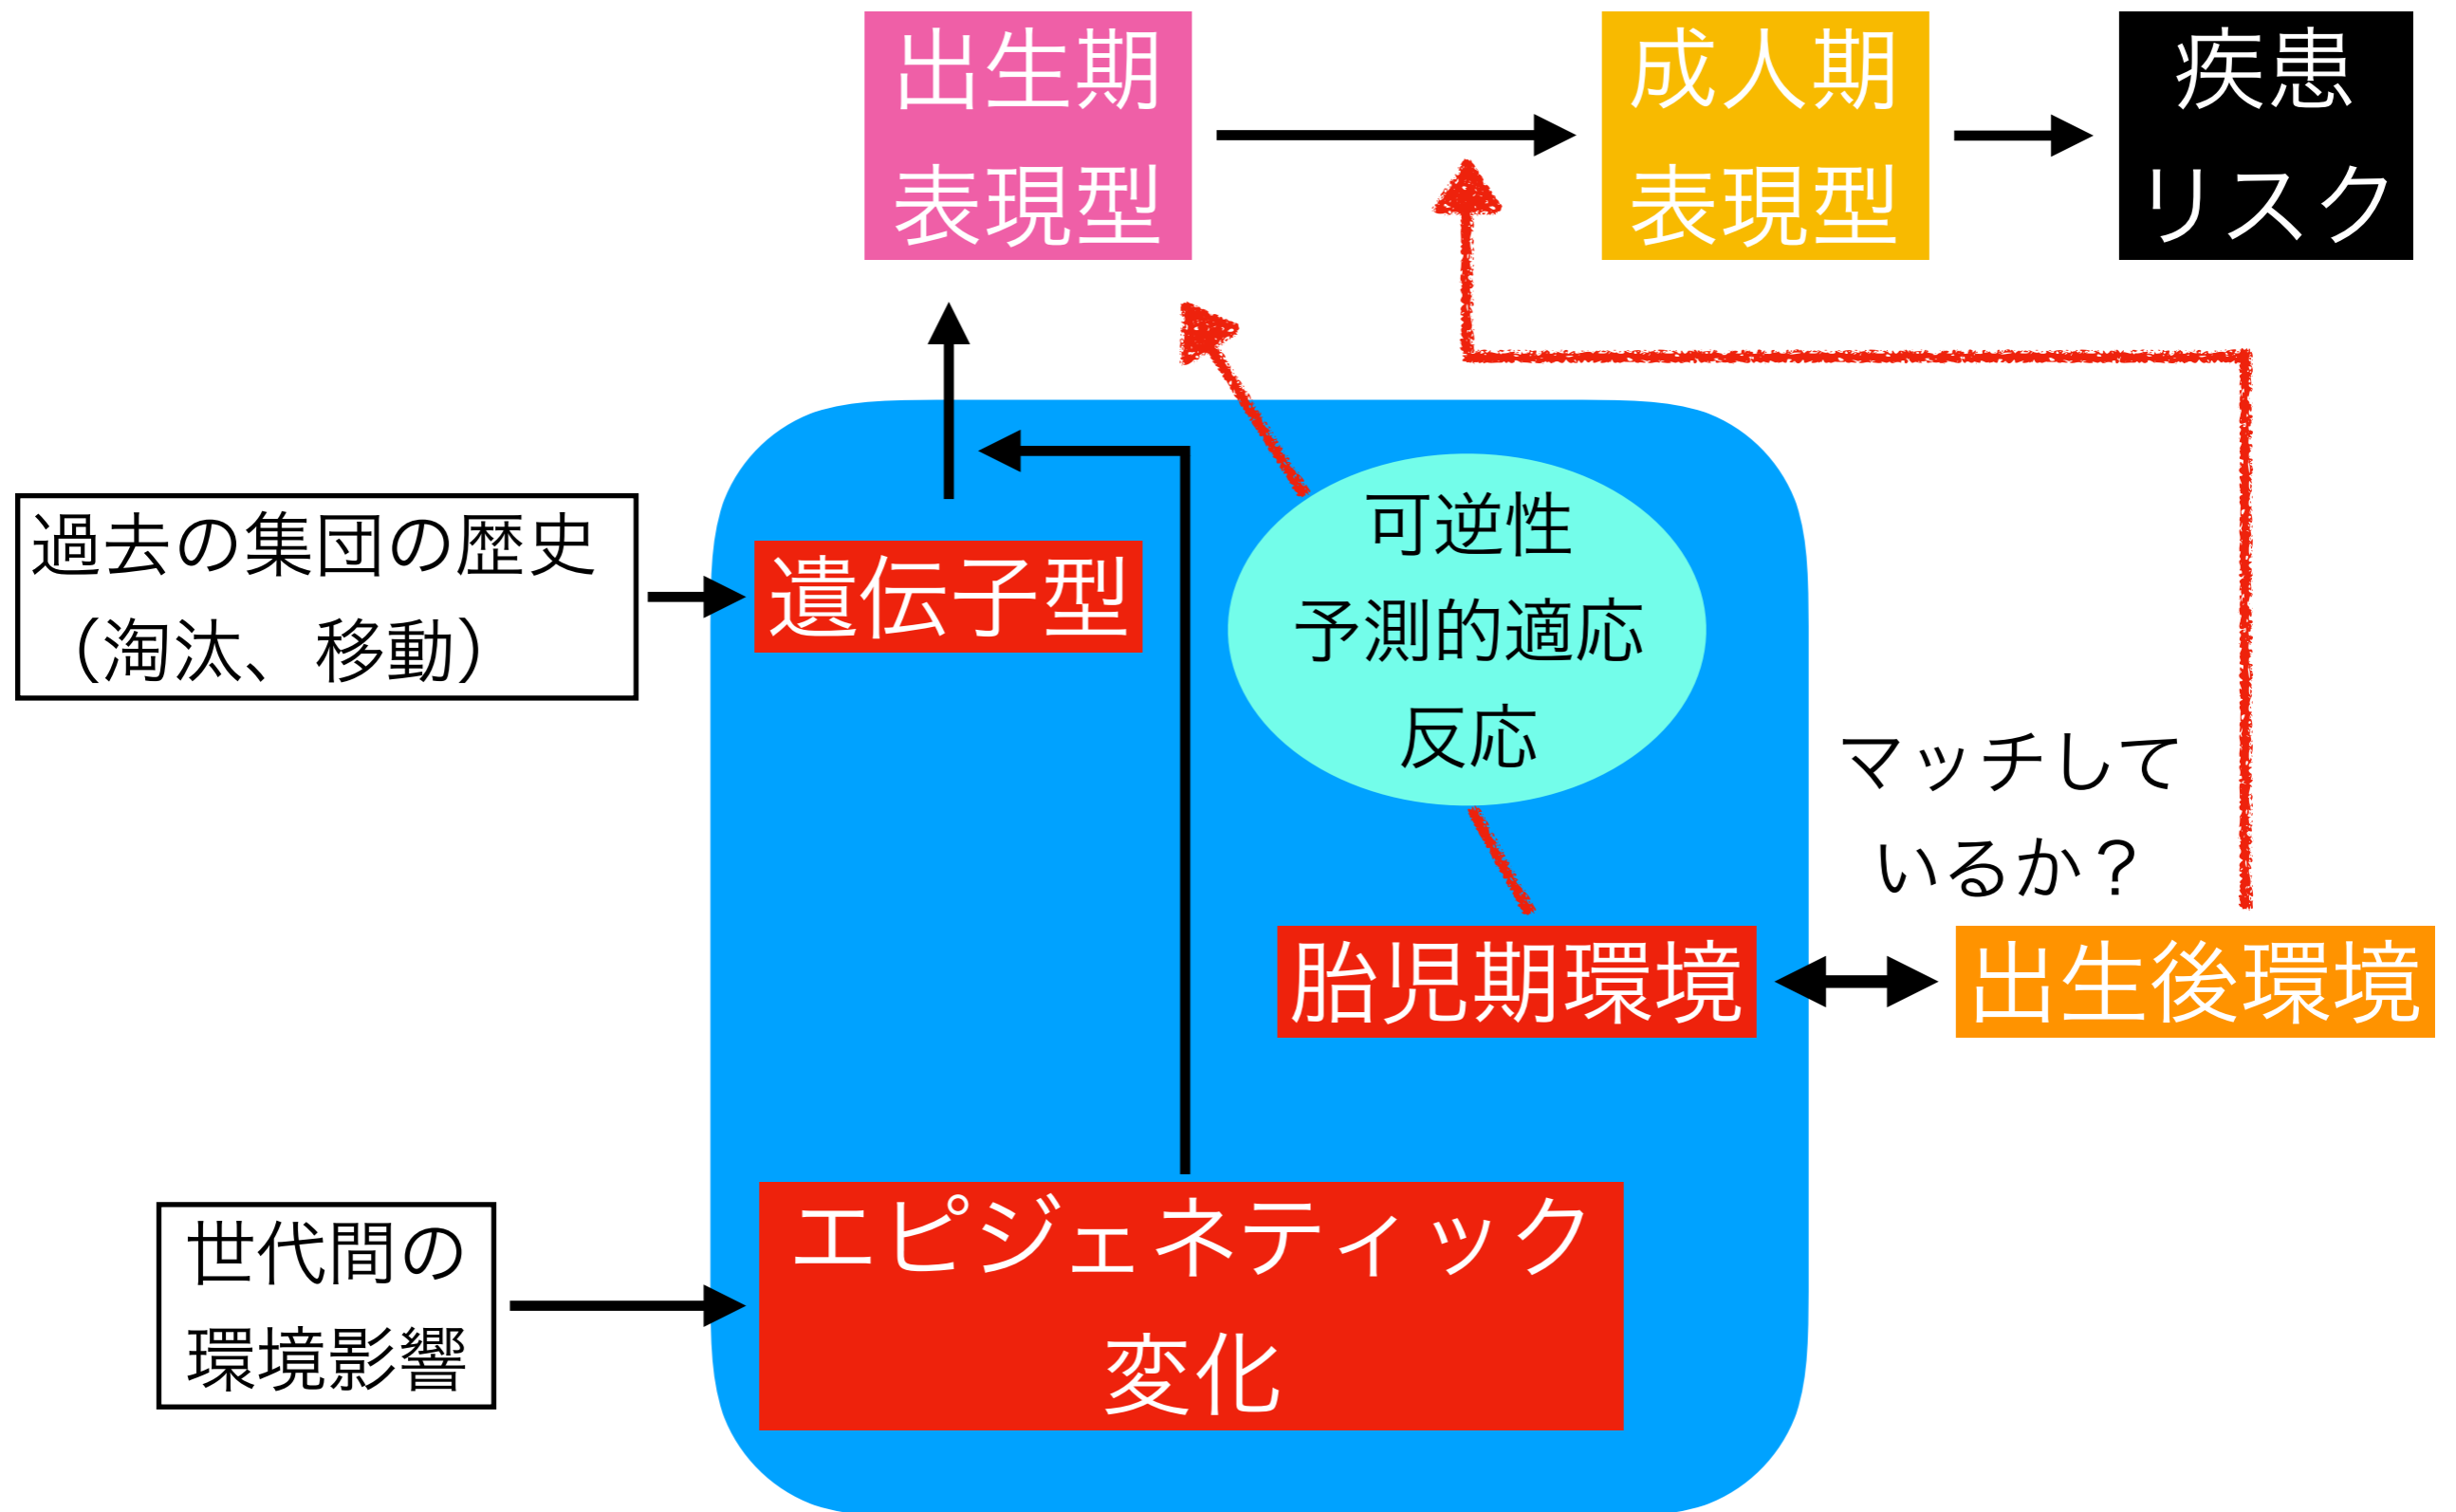 出生期
表現型
成人期
表現型
疾患
リスク
過去の集団の歴史
（淘汰、移動）
遺伝子型
可逆性
予測的適応
反応
マッチして
いるか？
胎児期環境
出生後環境
世代間の
環境影響
エピジェネティック
変化